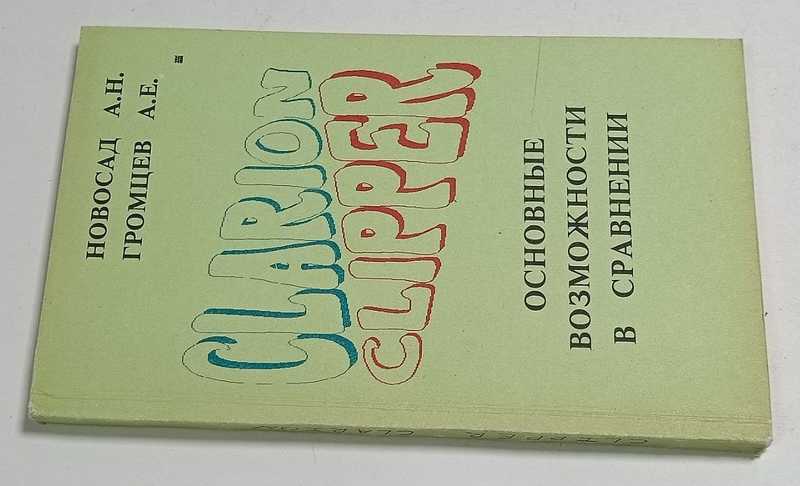 НОВОСАД А.Н.
ГРОМЦЕВ А.Е.
CLARION
CLIPPER
ОСНОВНЫЕ
ВОЗМОЖНОСТИ
В СРАВНЕНИИ
CLIPPER CLARION